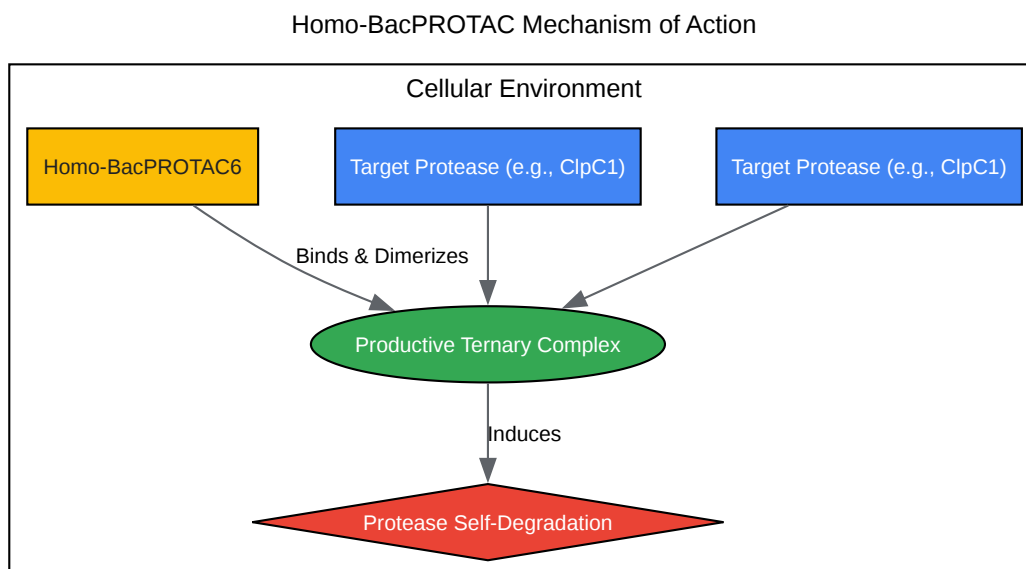 Homo-BacPROTAC Mechanism of Action
Cellular Environment
Homo-BacPROTAC6
Target Protease (e.g., ClpC1)
Target Protease (e.g., ClpC1)
Binds & Dimerizes
Productive Ternary Complex
Induces
Protease Self-Degradation